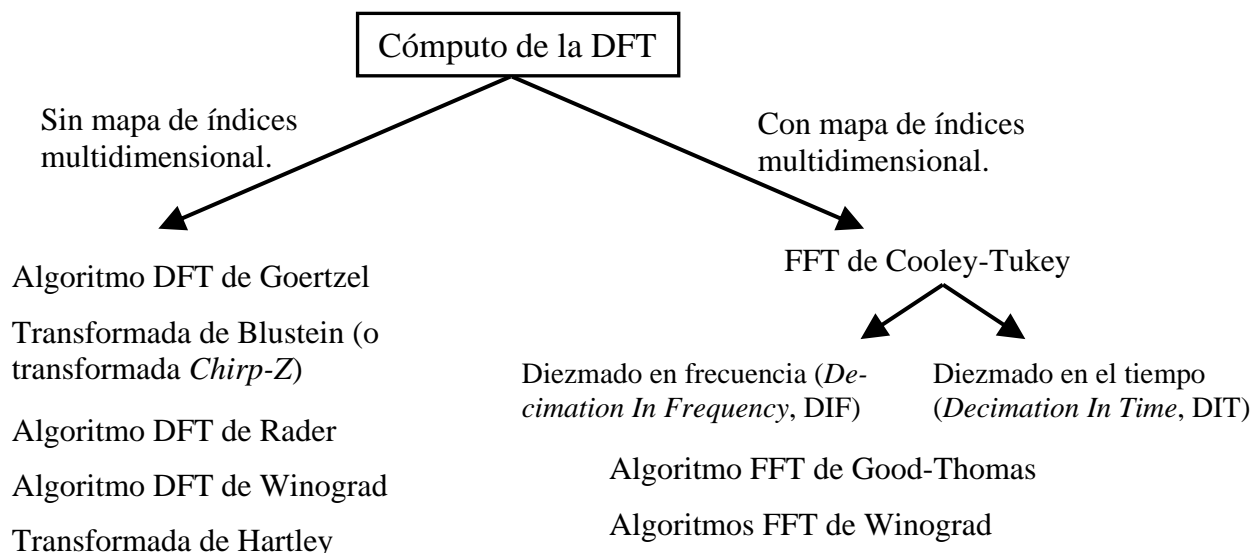 Cómputo de la DFT
Sin mapa de índices
multidimensional.
Con mapa de índices
multidimensional.
Algoritmo DFT de Goertzel
Transformada de Blustein (o
transformada Chirp-Z)
Algoritmo DFT de Rader
Algoritmo DFT de Winograd
Transformada de Hartley
FFT de Cooley-Tukey
Diezmado en frecuencia (De-
cimation In Frequency, DIF)
Diezmado en el tiempo
(Decimation In Time, DIT)
Algoritmo FFT de Good-Thomas
Algoritmos FFT de Winograd